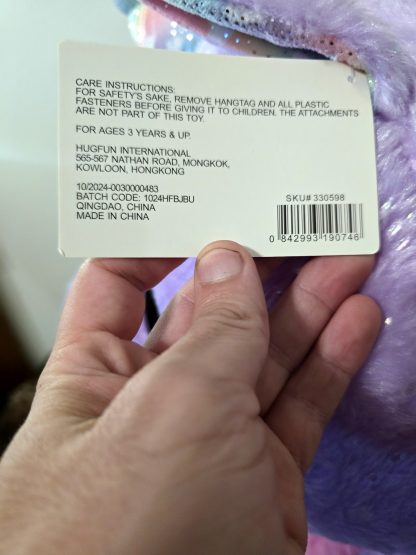 CARE INSTRUCTIONS:
FOR SAFETY'S SAKE, REMOVE HANGTAG AND ALL PLASTIC
FASTENERS BEFORE GIVING IT TO CHILDREN. THE ATTACHMENTS
ARE NOT PART OF THIS TOY.
FOR AGES 3 YEARS & UP.
HUGFUN INTERNATIONAL
565-567 NATHAN ROAD, MONGKOK,
KOWLOON, HONGKONG
10/2024-0030000483
BATCH CODE: 1024HFBJBU
QINGDAO, CHINA
MADE IN CHINA
SKU# 330598
0 842993 190746